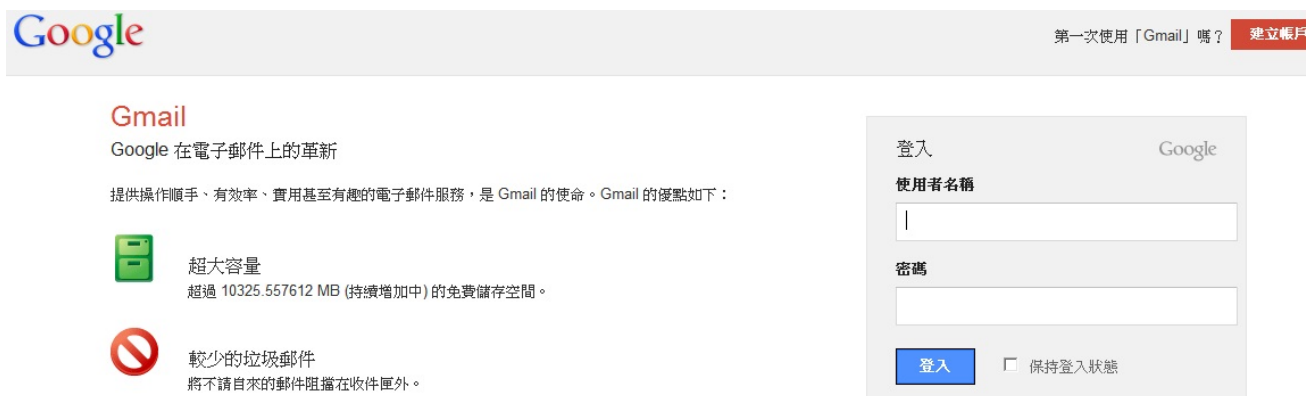 Google
第一次使用「Gmail」嗎？ 建立帳戶
Gmail
Google 在電子郵件上的革新
提供操作順手、有效率、實用甚至有趣的電子郵件服務，是 Gmail 的使命。Gmail 的優點如下：
超大容量
超過 10325.557612 MB (持續增加中) 的免費儲存空間。
較少的垃圾郵件
將不請自來的郵件阻擋在收件匣外。
登入 Google
使用者名稱
密碼
登入 保持登入狀態